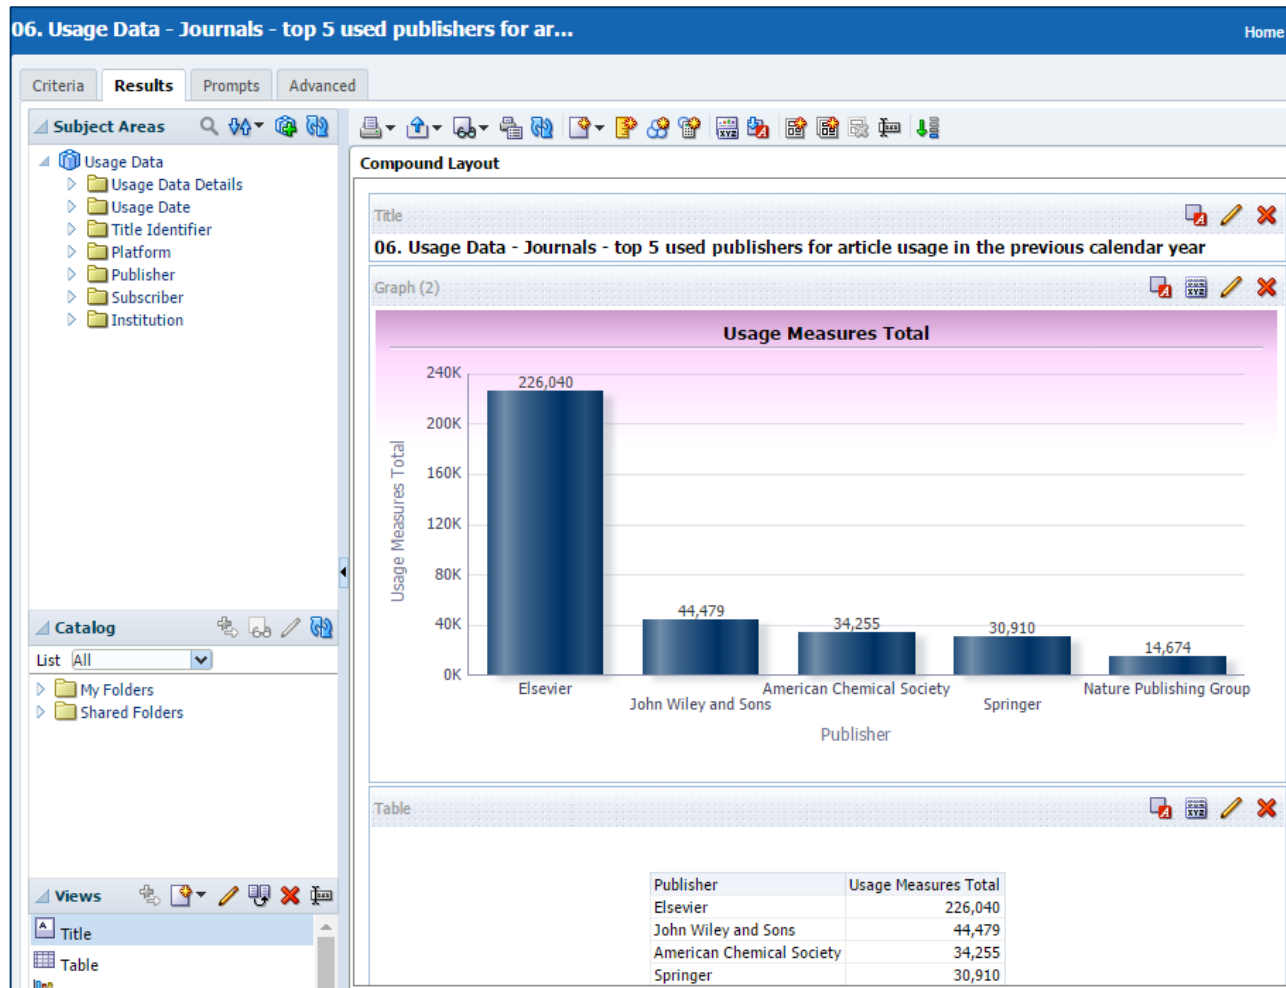 06. Usage Data - Journals - top 5 used publishers for ar...
Home
Criteria Results Prompts Advanced
Subject Areas
Usage Data
Usage Data Details
Usage Date
Title Identifier
Platform
Publisher
Subscriber
Institution
Catalog
List All
My Folders
Shared Folders
Views
Title
Table
Compound Layout
Title
06. Usage Data - Journals - top 5 used publishers for article usage in the previous calendar year
Graph (2)
Usage Measures Total
Usage Measures Total
240K
200K
160K
120K
80K
40K
0K
226,040
44,479
34,255
30,910
14,674
Elsevier
John Wiley and Sons
American Chemical Society
Springer
Nature Publishing Group
Publisher
Table
Publisher Usage Measures Total
Elsevier 226,040
John Wiley and Sons 44,479
American Chemical Society 34,255
Springer 30,910